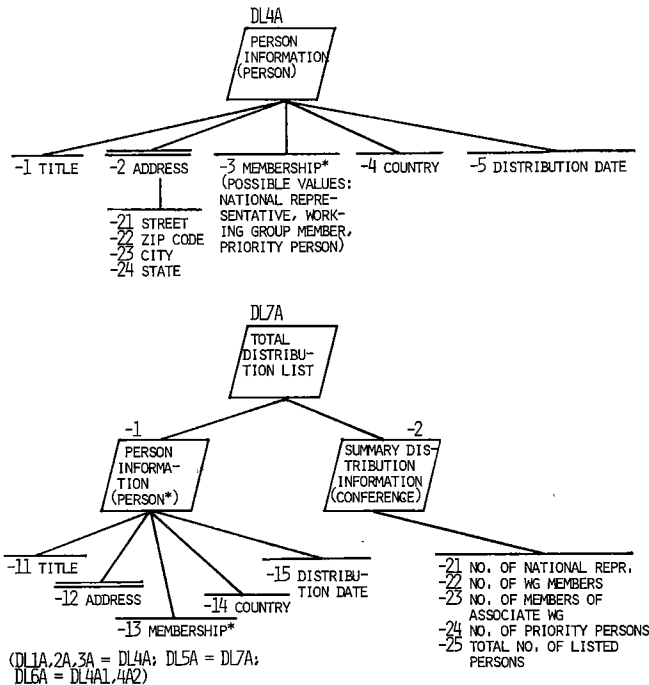 DL4A
PERSON
INFORMATION
(PERSON)
-1 TITLE
-2 ADDRESS
-21 STREET
-22 ZIP CODE
-23 CITY
-24 STATE
-3 MEMBERSHIP*
(POSSIBLE VALUES:
NATIONAL REPRE-
SENTATIVE, WORK-
ING GROUP MEMBER,
PRIORITY PERSON)
-4 COUNTRY
-5 DISTRIBUTION DATE
DL7A
TOTAL
DISTRIBU-
TION LIST
-1
PERSON
INFORMA-
TION
(PERSON*)
-2
SUMMARY DIS-
TRIBUTION
INFORMATION
(CONFERENCE)
-11 TITLE
-12 ADDRESS
-13 MEMBERSHIP*
-14 COUNTRY
-15 DISTRIBU-
TION DATE
-21 NO. OF NATIONAL REPR.
-22 NO. OF WG MEMBERS
-23 NO. OF MEMBERS OF
ASSOCIATE WG
-24 NO. OF PRIORITY PERSONS
-25 TOTAL NO. OF LISTED
PERSONS
(DL1A,2A,3A = DL4A; DL5A = DL7A;
DL6A = DL4A1,4A2)